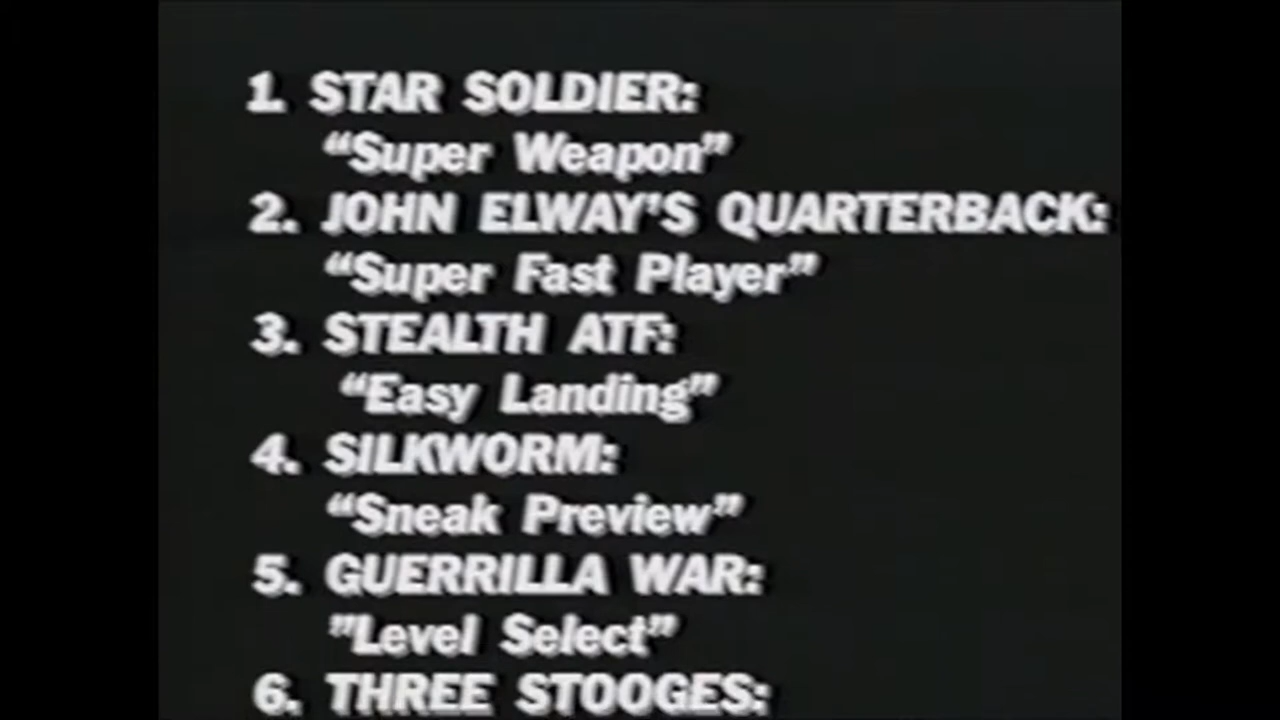 1. STAR SOLDIER:
“Super Weapon”
2. JOHN ELWAY’S QUARTERBACK:
“Super Fast Player”
3. STEALTH ATF:
“Easy Landing”
4. SILKWORM:
“Sneak Preview”
5. GUERRILLA WAR:
”Level Select”
6. THREE STOOGES: